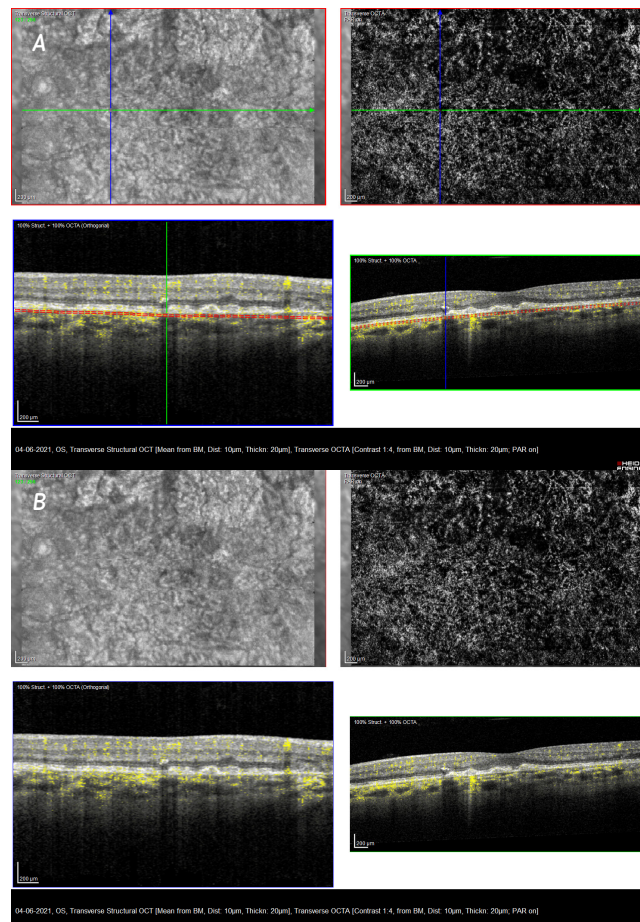 Transverse Structural OCT
A
Transverse OCTA
PAR on
200 µm
200 µm
100% Struct. + 100% OCTA (Orthogonal)
100% Struct. + 100% OCTA
200 µm
200 µm
04-06-2021, OS, Transverse Structural OCT [Mean from BM, Dist: 10µm, Thickn: 20µm], Transverse OCTA [Contrast 1:4, from BM, Dist: 10µm, Thickn: 20µm; PAR on]
Transverse Structural OCT
B
Transverse OCTA
PAR on
200 µm
200 µm
100% Struct. + 100% OCTA (Orthogonal)
100% Struct. + 100% OCTA
200 µm
200 µm
04-06-2021, OS, Transverse Structural OCT [Mean from BM, Dist: 10µm, Thickn: 20µm], Transverse OCTA [Contrast 1:4, from BM, Dist: 10µm, Thickn: 20µm; PAR on]